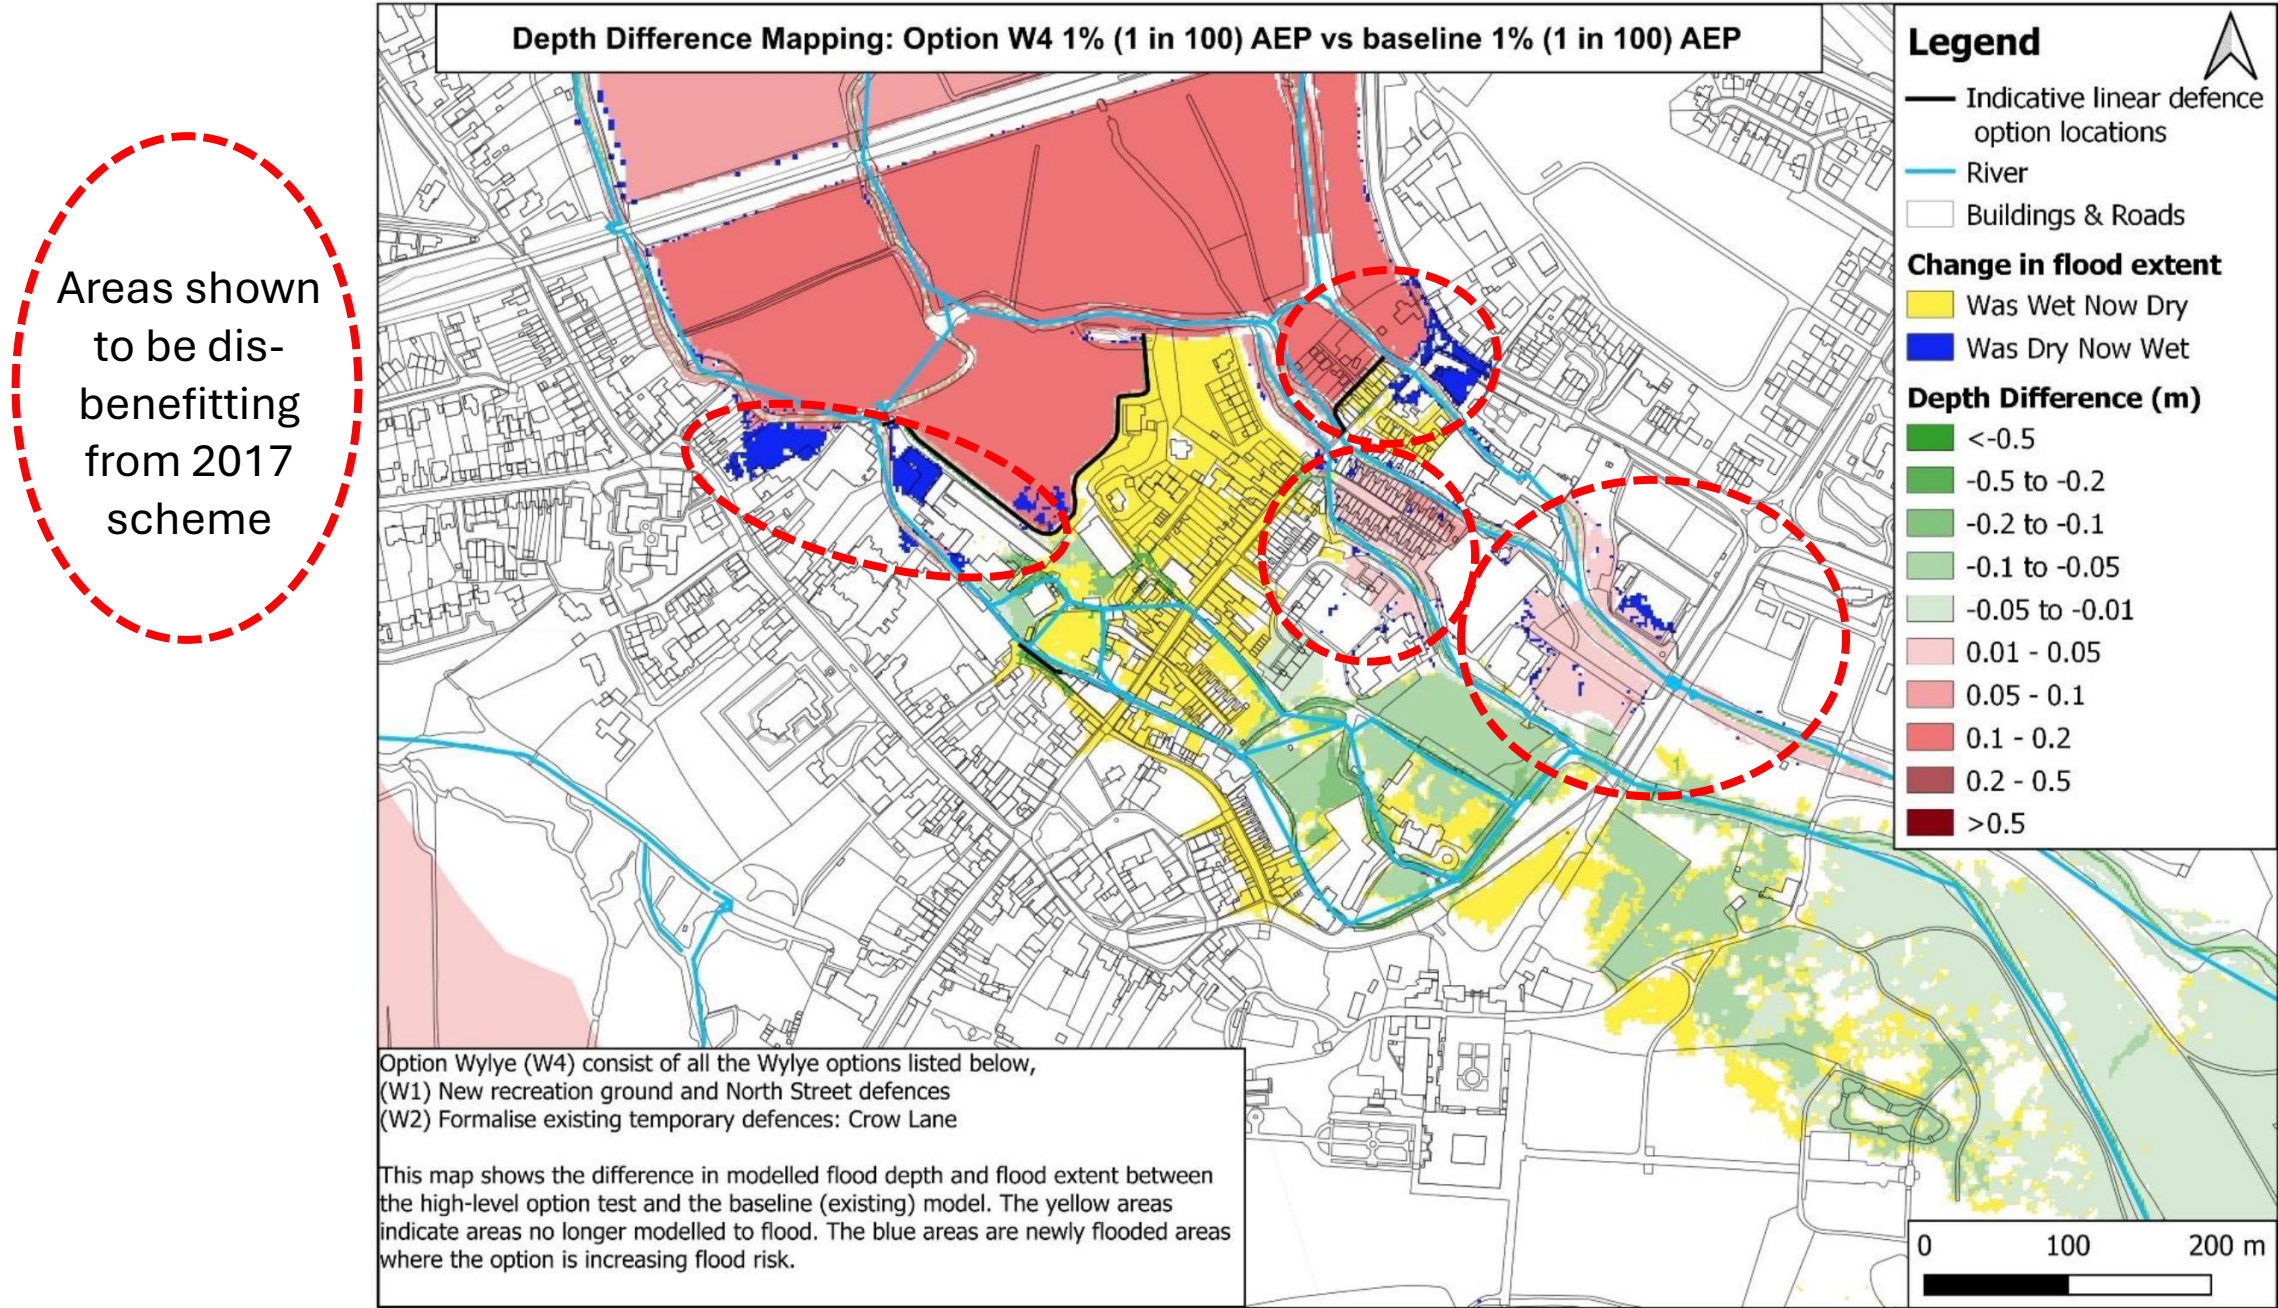 Depth Difference Mapping: Option W4 1% (1 in 100) AEP vs baseline 1% (1 in 100) AEP
Areas shown
to be dis-
benefitting
from 2017
scheme
Legend
Indicative linear defence
option locations
River
Buildings & Roads
Change in flood extent
Was Wet Now Dry
Was Dry Now Wet
Depth Difference (m)
<-0.5
-0.5 to -0.2
-0.2 to -0.1
-0.1 to -0.05
-0.05 to -0.01
0.01 - 0.05
0.05 - 0.1
0.1 - 0.2
0.2 - 0.5
>0.5
Option Wylye (W4) consist of all the Wylye options listed below,
(W1) New recreation ground and North Street defences
(W2) Formalise existing temporary defences: Crow Lane
This map shows the difference in modelled flood depth and flood extent between
the high-level option test and the baseline (existing) model. The yellow areas
indicate areas no longer modelled to flood. The blue areas are newly flooded areas
where the option is increasing flood risk.
0 100 200 m